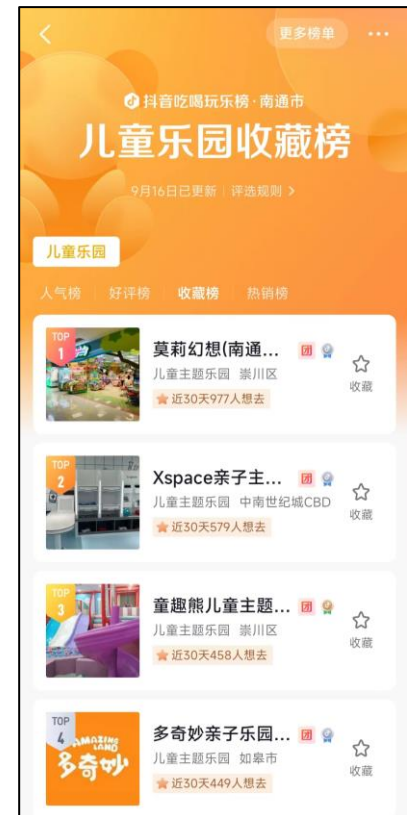 更多榜单
抖音吃喝玩乐榜·南通市
儿童乐园收藏榜
9月16日已更新 | 评选规则 >
儿童乐园
人气榜 | 好评榜 | 收藏榜 | 热销榜
TOP
1
莫莉幻想(南通... 团
儿童主题乐园 崇川区
近30天977人想去
收藏
TOP
2
Xspace亲子主... 团
儿童主题乐园 中南世纪城CBD
近30天579人想去
收藏
TOP
3
童趣熊儿童主题... 团
儿童主题乐园 崇川区
近30天458人想去
收藏
TOP
4
AMAZING
LAND
多奇妙
多奇妙亲子乐园... 团
儿童主题乐园 如皋市
近30天449人想去
收藏